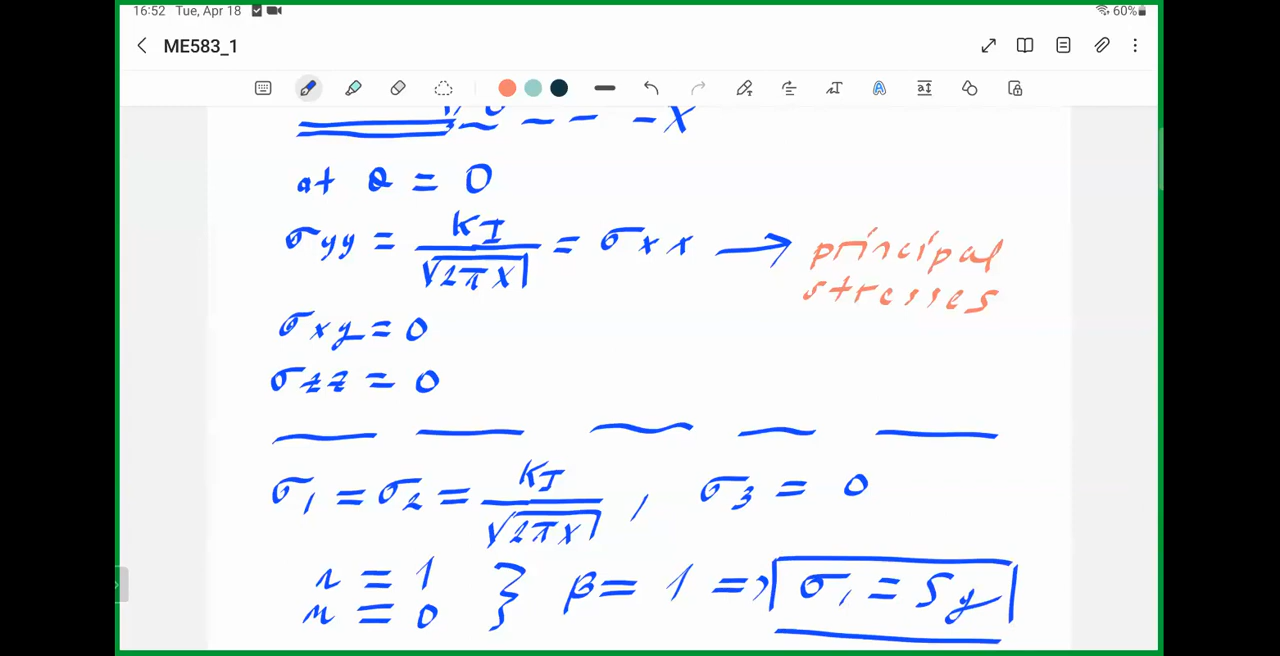 16:52 Tue, Apr 18
60%
ME583_1
X
at θ = 0
σyy = KI / √2πX = σxx → principal stresses
σxy = 0
σzz = 0
σ1 = σ2 = KI / √2πX , σ3 = 0
n = 1
m = 0 } β = 1 => σ1 = Sy